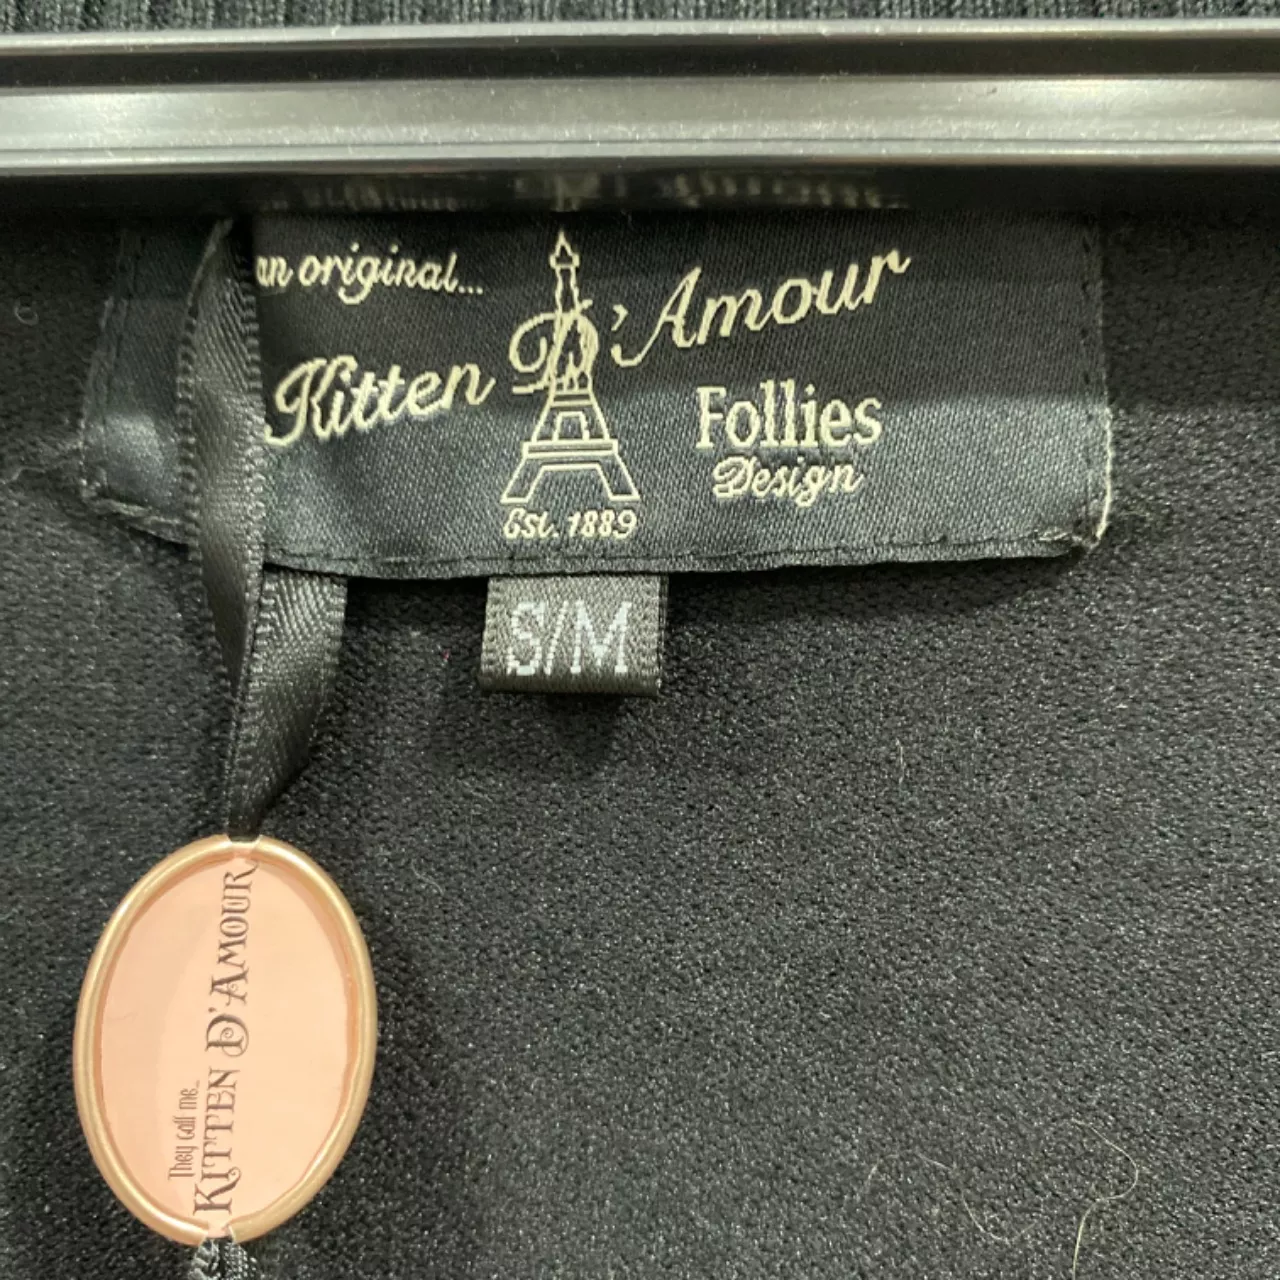 an original...
Kitten D'Amour
Follies
Design
Est. 1889
S/M
They call me...
KITTEN D'AMOUR